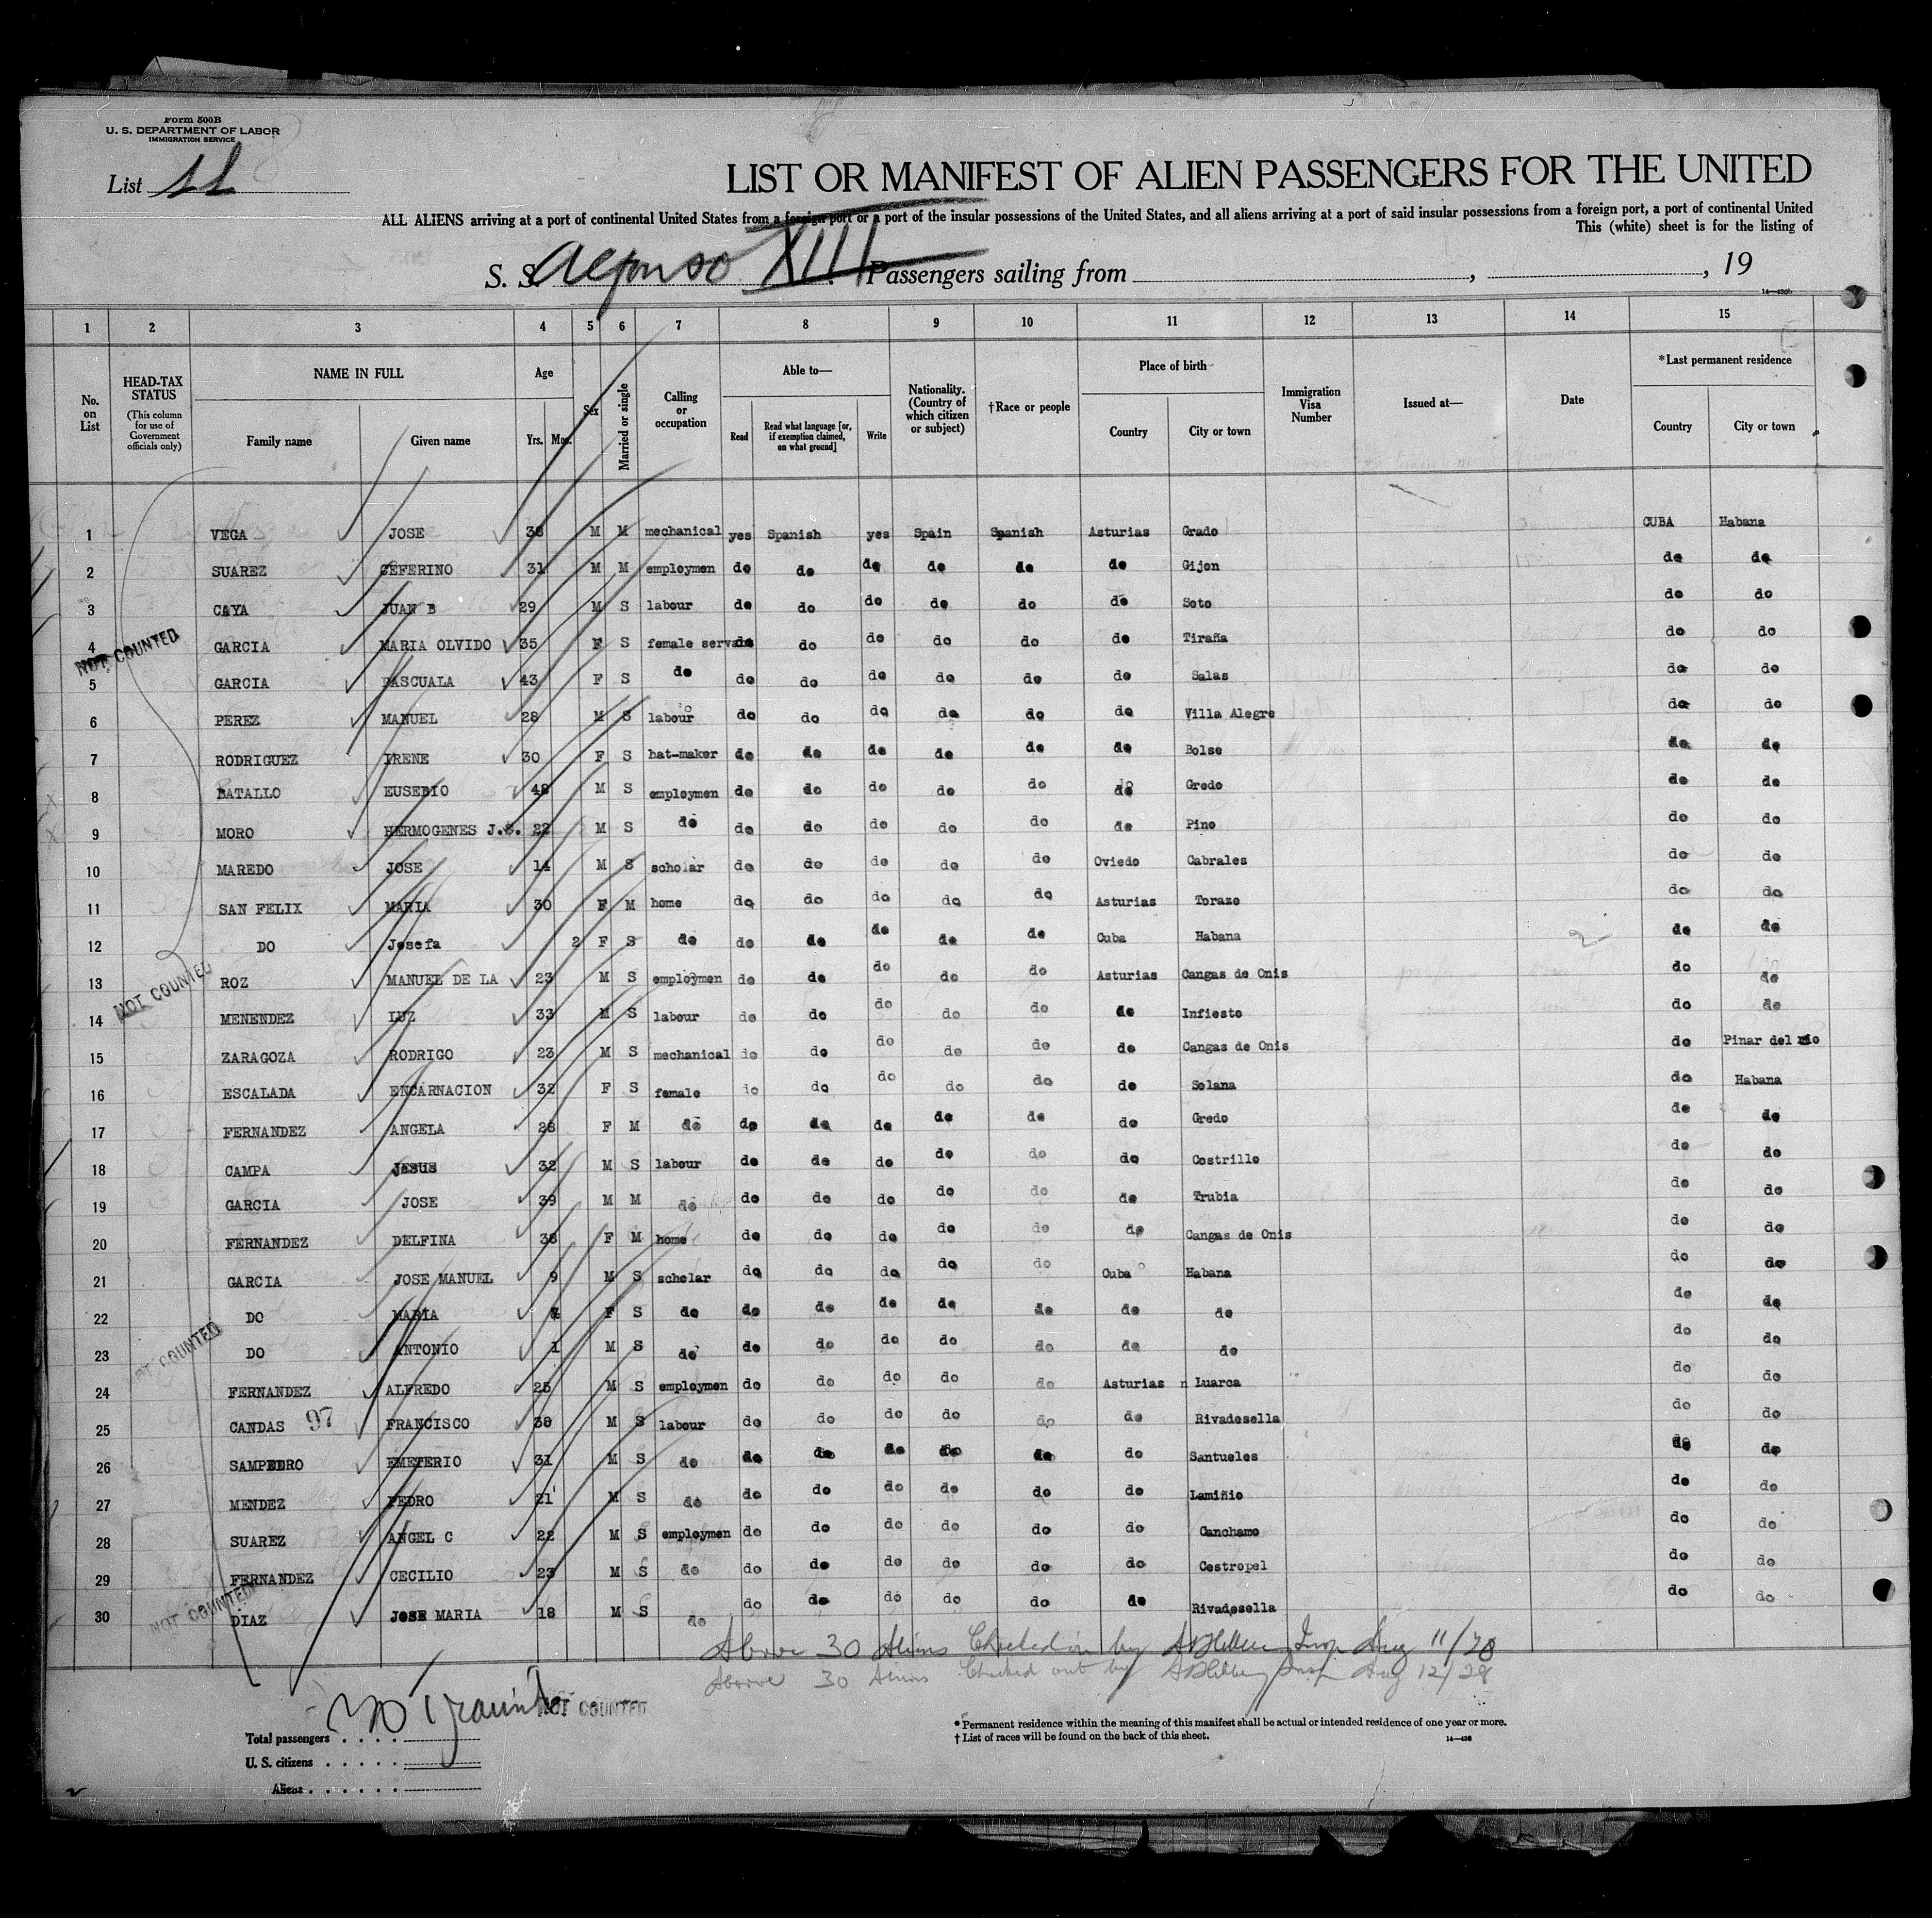 Form 500B
U. S. DEPARTMENT OF LABOR
IMMIGRATION SERVICE
List 11
LIST OR MANIFEST OF ALIEN PASSENGERS FOR THE UNITED
ALL ALIENS arriving at a port of continental United States from a foreign port or a port of the insular possessions of the United States, and all aliens arriving at a port of said insular possessions from a foreign port, a port of continental United
This (white) sheet is for the listing of
S. S. Alfonso XIII Passengers sailing from , , 19
14—430b
1 2 3 4 5 6 7 8 9 10 11 12 13 14 15
No. on List
HEAD-TAX STATUS (This column for use of Government officials only)
NAME IN FULL Family name Given name
Age Yrs. Mos.
Sex
Married or single
Calling or occupation
Able to— Read Read what language [or, if exemption claimed, on what ground] Write
Nationality. (Country of which citizen or subject)
†Race or people
Place of birth Country City or town
Immigration Visa Number
Issued at—
Date
*Last permanent residence Country City or town
1 VEGA JOSE 38 M M mechanical yes Spanish yes Spain Spanish Asturias Grado CUBA Habana
2 SUAREZ CEFERINO 31 M M employmen do do do do do do Gijon do do
3 CAYA JUAN B 29 M S labour do do do do do do Soto do do
4 GARCIA MARIA OLVIDO 35 F S female servant do do do do do do Tiraña do do
NOT COUNTED
5 GARCIA PASCUALA 43 F S do do do do do do do Salas do do
6 PEREZ MANUEL 28 M S labour do do do do do do Villa Alegre do do
7 RODRIGUEZ IRENE 30 F S hat-maker do do do do do do Bolse do do
8 BATALLO EUSEBIO 48 M S employmen do do do do do do Gredo do do
9 MORO HERMOGENES J.S. 22 M S do do do do do do do Pino do do
10 MAREDO JOSE 14 M S scholar do do do do do Oviedo Cabrales do do
11 SAN FELIX MARIA 30 F M home do do do do do Asturias Torazo do do
12 DO Josefa 2 F S do do do do do do Cuba Habana do do
13 ROZ MANUEL DE LA 23 M S employmen do do do do do Asturias Cangas de Onis do do
NOT COUNTED
14 MENENDEZ LUZ 33 M S labour do do do do do do Infiesto do do
15 ZARAGOZA RODRIGO 23 M S mechanical do do do do do do Cangas de Onis do Pinar del rio
16 ESCALADA ENCARNACION 32 F S female do do do do do do Solana do Habana
17 FERNANDEZ ANGELA 28 F M do do do do do do do Gredo do do
18 CAMPA JESUS 32 M S labour do do do do do do Costrillo do do
19 GARCIA JOSE 39 M M do do do do do do do Trubia do do
20 FERNANDEZ DELFINA 38 F M home do do do do do do Cangas de Onis do do
21 GARCIA JOSE MANUEL 9 M S scholar do do do do do Cuba Habana do do
22 DO MARIA F S do do do do do do do do do do
23 DO ANTONIO 1 M S do do do do do do do do do do
NOT COUNTED
24 FERNANDEZ ALFREDO 25 M S employmen do do do do do Asturias n Luarca do do
25 CANDAS 97 FRANCISCO 38 M S labour do do do do do do Rivadesella do do
26 SAMPEDRO EMETERIO 31 M S do do do do do do do Santueles do do
27 MENDEZ PEDRO 21 M S do do do do do do do Lamiñio do do
28 SUAREZ ANGEL C 22 M S employmen do do do do do do Canchamo do do
29 FERNANDEZ CECILIO 23 M S do do do do do do do Costropol do do
30 DIAZ JOSE MARIA 18 M S do do do do do do do Rivadesella do do
NOT COUNTED
Above 30 Aliens Checked in by Insp Aug 11/28
Above 30 Aliens Checked out by Insp Aug 12/28
30 Transits NOT COUNTED
Total passengers
U. S. citizens
Aliens
* Permanent residence within the meaning of this manifest shall be actual or intended residence of one year or more.
† List of races will be found on the back of this sheet.
14—430